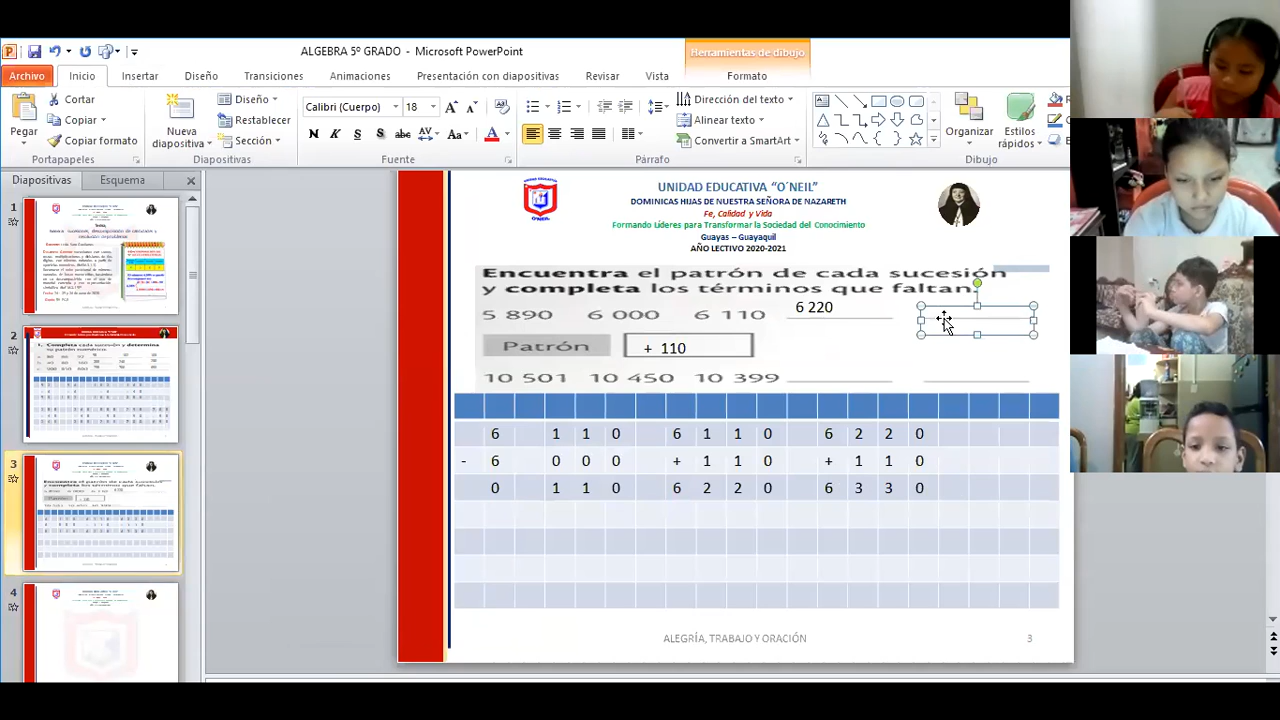 ALGEBRA 5º GRADO - Microsoft PowerPoint
Herramientas de dibujo
Archivo Inicio Insertar Diseño Transiciones Animaciones Presentación con diapositivas Revisar Vista Formato
Pegar
Cortar
Copiar
Copiar formato
Portapapeles
Nueva diapositiva
Diseño
Restablecer
Sección
Diapositivas
Calibri (Cuerpo) 18
N K S S abc AV Aa A
Fuente
Dirección del texto
Alinear texto
Convertir a SmartArt
Párrafo
Organizar
Estilos rápidos
Dibujo
Diapositivas Esquema
1
2
3
4
UNIDAD EDUCATIVA “O´NEIL”
DOMINICAS HIJAS DE NUESTRA SEÑORA DE NAZARETH
Fe, Calidad y Vida
Formando Líderes para Transformar la Sociedad del Conocimiento
Guayas – Guayaquil
AÑO LECTIVO 2020-2021
Encuentra el patrón de cada sucesión
completa los términos que faltan.
5 890 6 000 6 110 6 220
Patrón + 110
10 501 10 450 10 399
6 1 1 0 6 1 1 0 6 2 2 0
- 6 0 0 0 + 1 1 0 + 1 1 0
1 1 0 6 2 2 0 6 3 3 0
ALEGRÍA, TRABAJO Y ORACIÓN 3